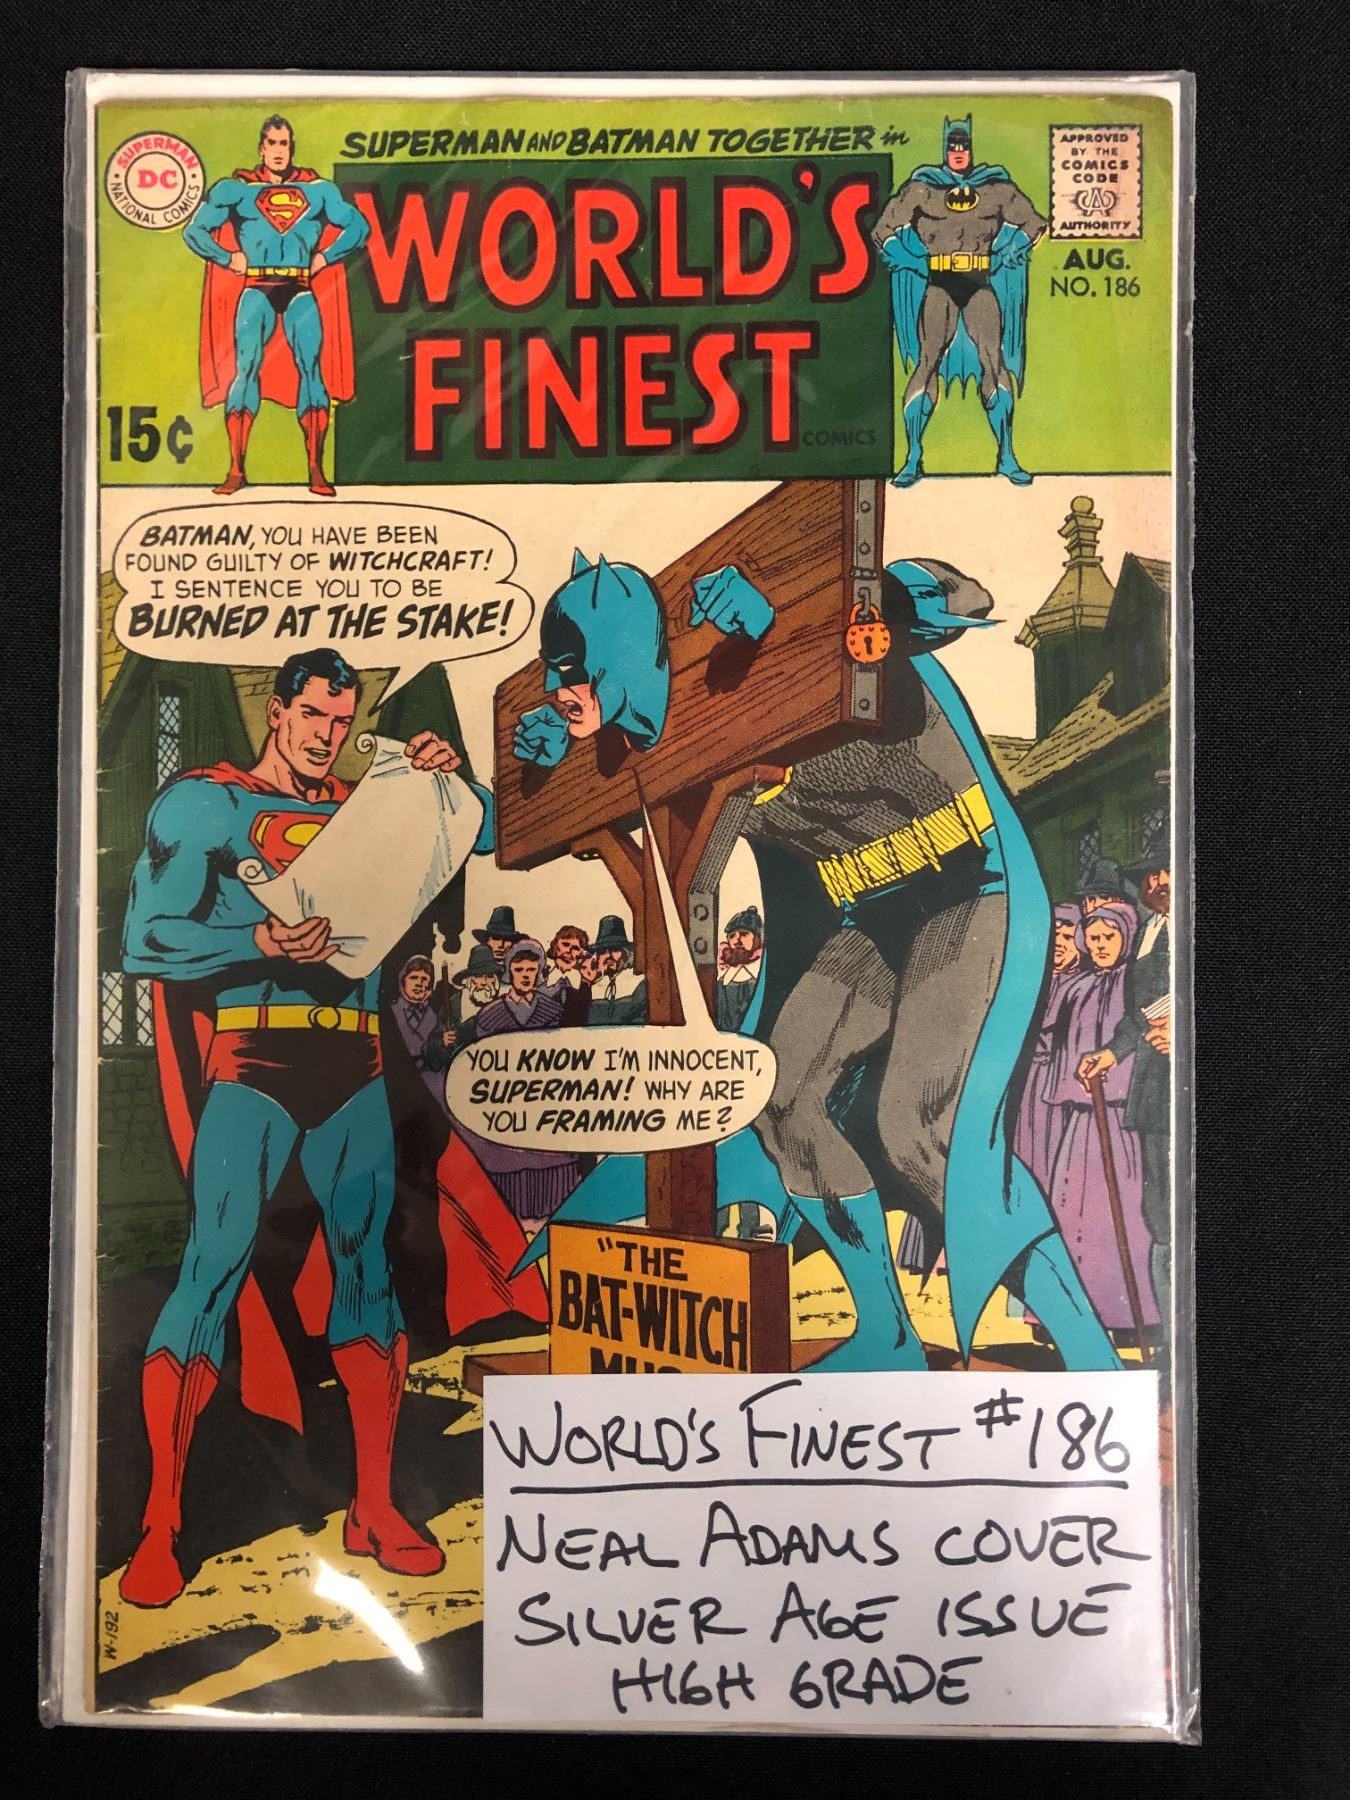 SUPERMAN
DC
NATIONAL COMICS
SUPERMAN AND BATMAN TOGETHER in
WORLD'S
FINEST
COMICS
APPROVED
BY THE
COMICS
CODE
CA
AUTHORITY
AUG.
NO. 186
15¢
BATMAN, YOU HAVE BEEN
FOUND GUILTY OF WITCHCRAFT!
I SENTENCE YOU TO BE
BURNED AT THE STAKE!
YOU KNOW I'M INNOCENT,
SUPERMAN! WHY ARE
YOU FRAMING ME?
"THE
BAT-WITCH
W-192
WORLD'S FINEST #186
NEAL ADAMS COVER
SILVER AGE ISSUE
HIGH GRADE